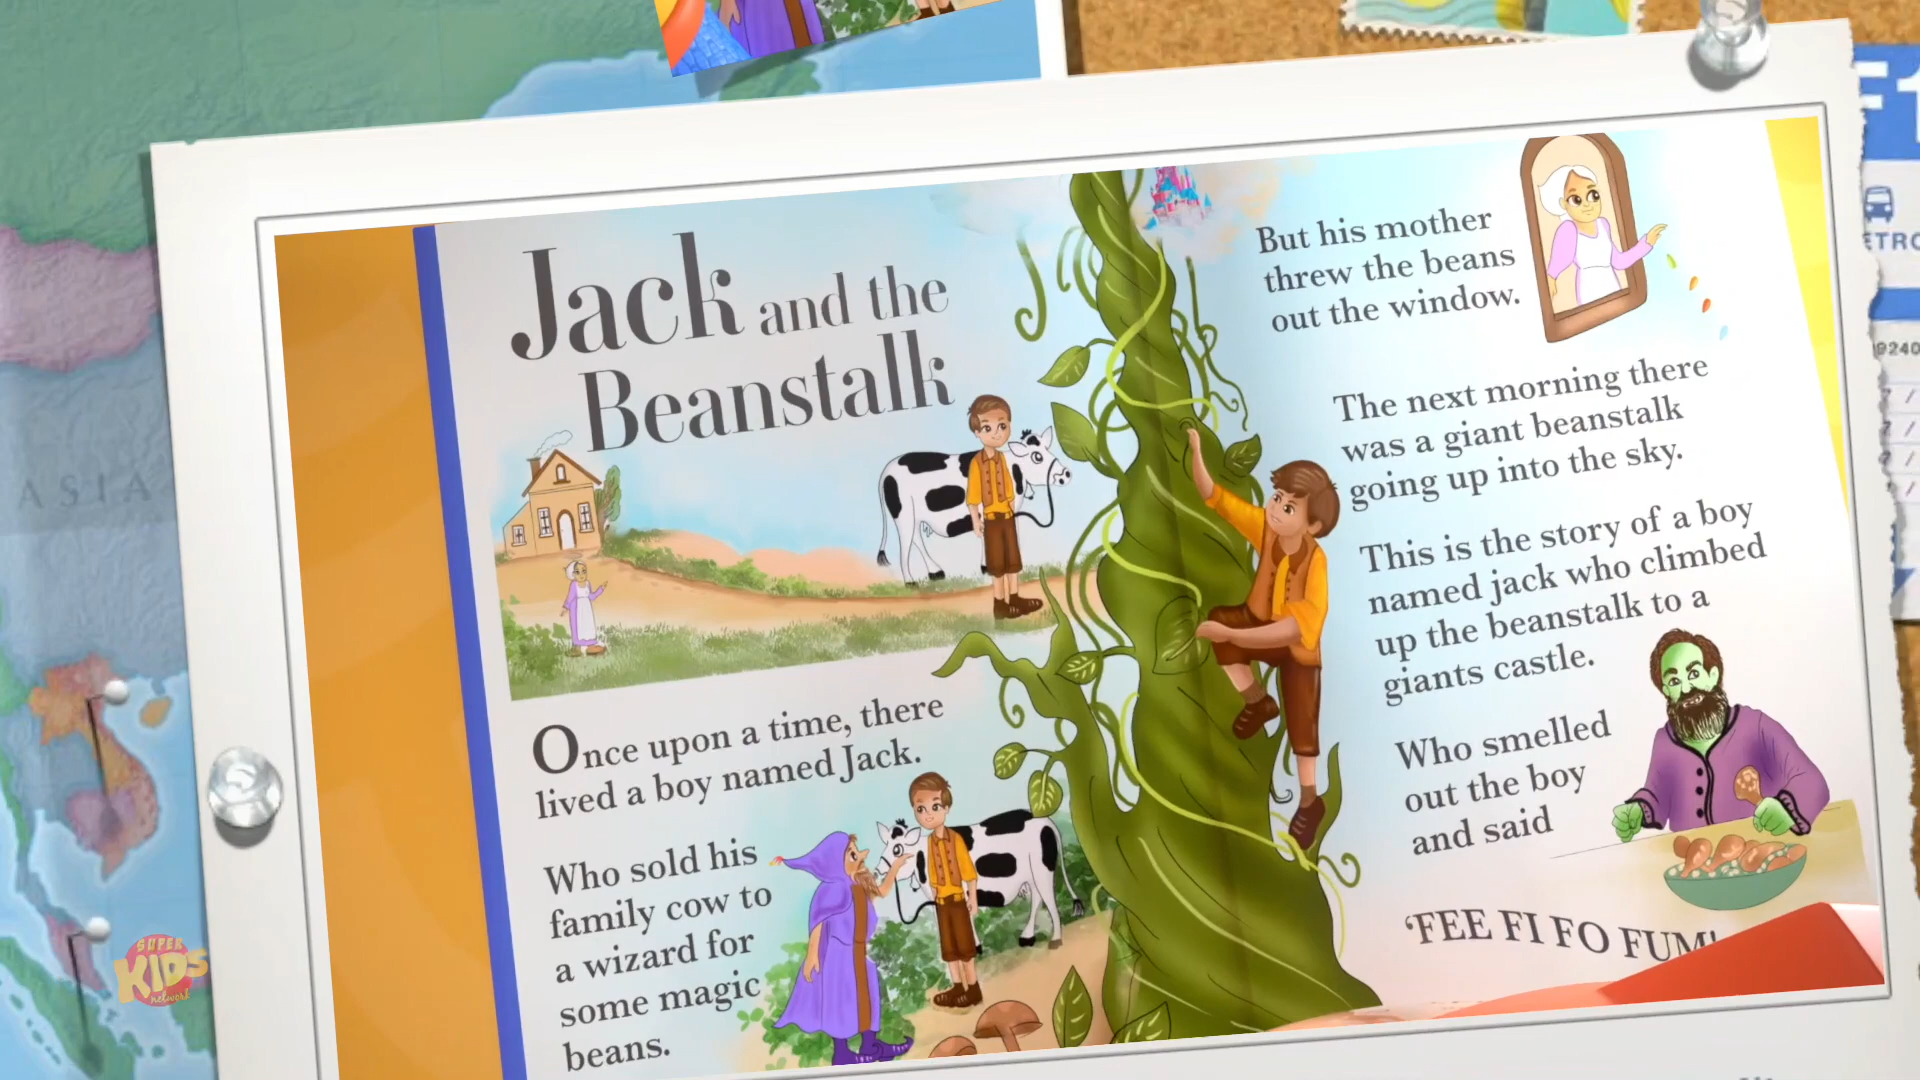 Jack and the
Beanstalk
Once upon a time, there
lived a boy named Jack.
Who sold his
family cow to
a wizard for
some magic
beans.
But his mother
threw the beans
out the window.
The next morning there
was a giant beanstalk
going up into the sky.
This is the story of a boy
named jack who climbed
up the beanstalk to a
giants castle.
Who smelled
out the boy
and said
‘FEE FI FO FUM'
ASIA
SUPER
KIDS
network
9240